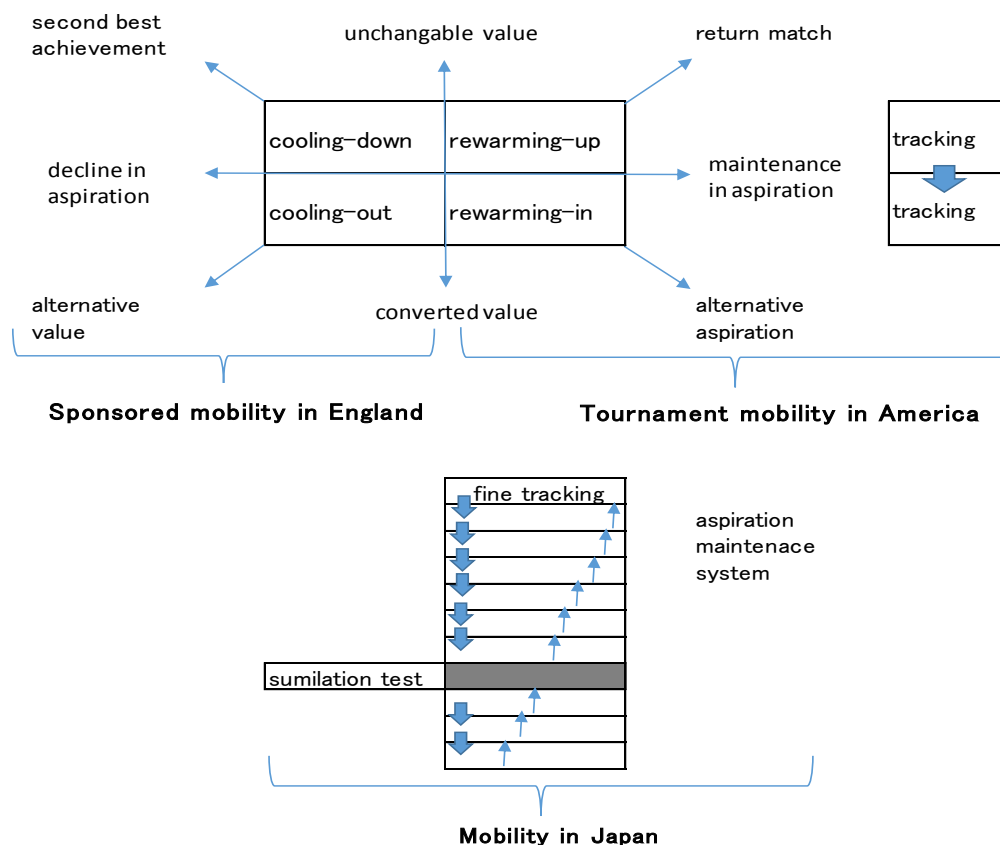 second best
achievement
unchangable value
return match
cooling-down
rewarming-up
tracking
decline in
aspiration
maintenance
in aspiration
cooling-out
rewarming-in
tracking
alternative
value
converted value
alternative
aspiration
Sponsored mobility in England
Tournament mobility in America
fine tracking
aspiration
maintenace
system
sumilation test
Mobility in Japan